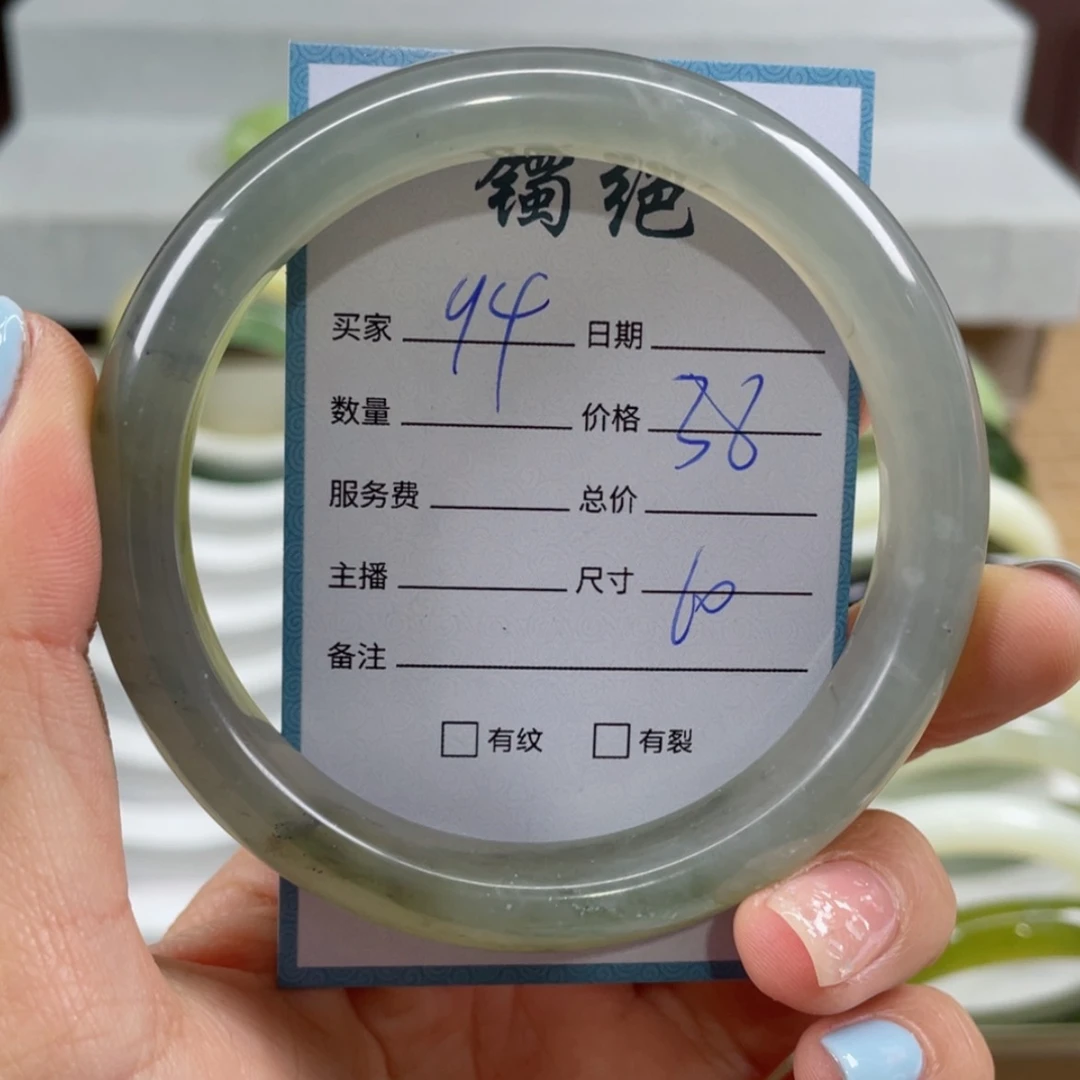 镯绝
买家 94 日期
数量 价格 38
服务费 总价
主播 尺寸 60
备注
有纹 有裂